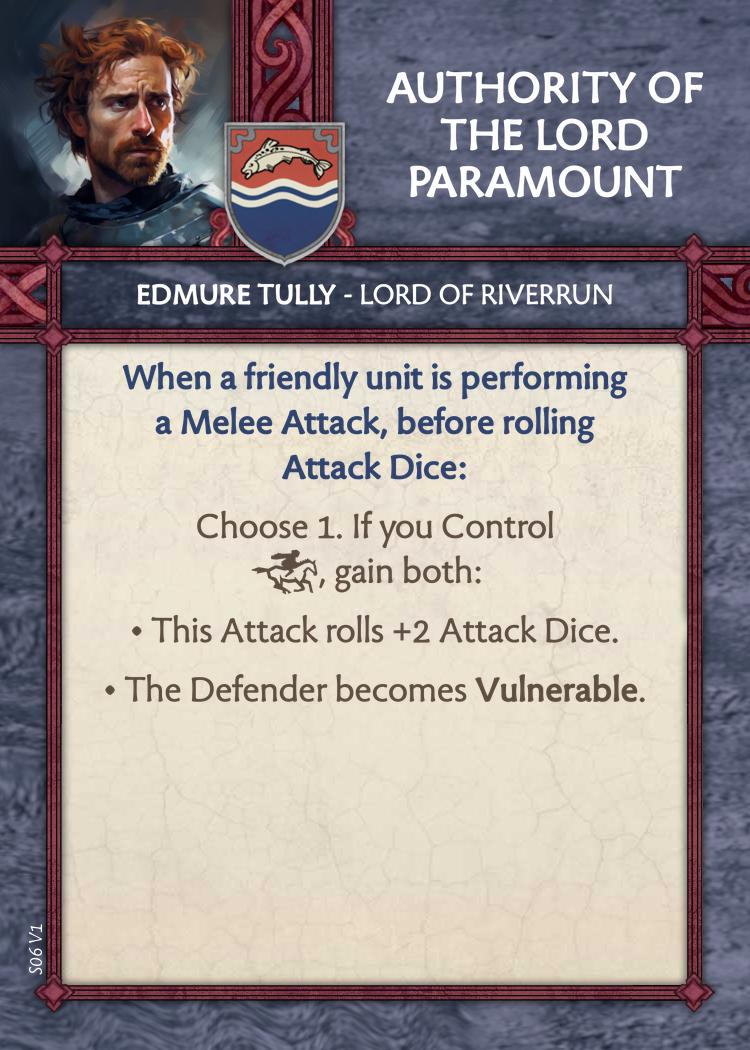 AUTHORITY OF
THE LORD
PARAMOUNT
EDMURE TULLY - LORD OF RIVERRUN
When a friendly unit is performing
a Melee Attack, before rolling
Attack Dice:
Choose 1. If you Control
, gain both:
• This Attack rolls +2 Attack Dice.
• The Defender becomes Vulnerable.
S06 V1